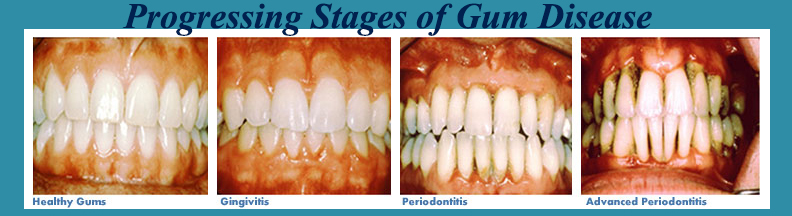 Progressing Stages of Gum Disease
Healthy Gums
Gingivitis
Periodontitis
Advanced Periodontitis